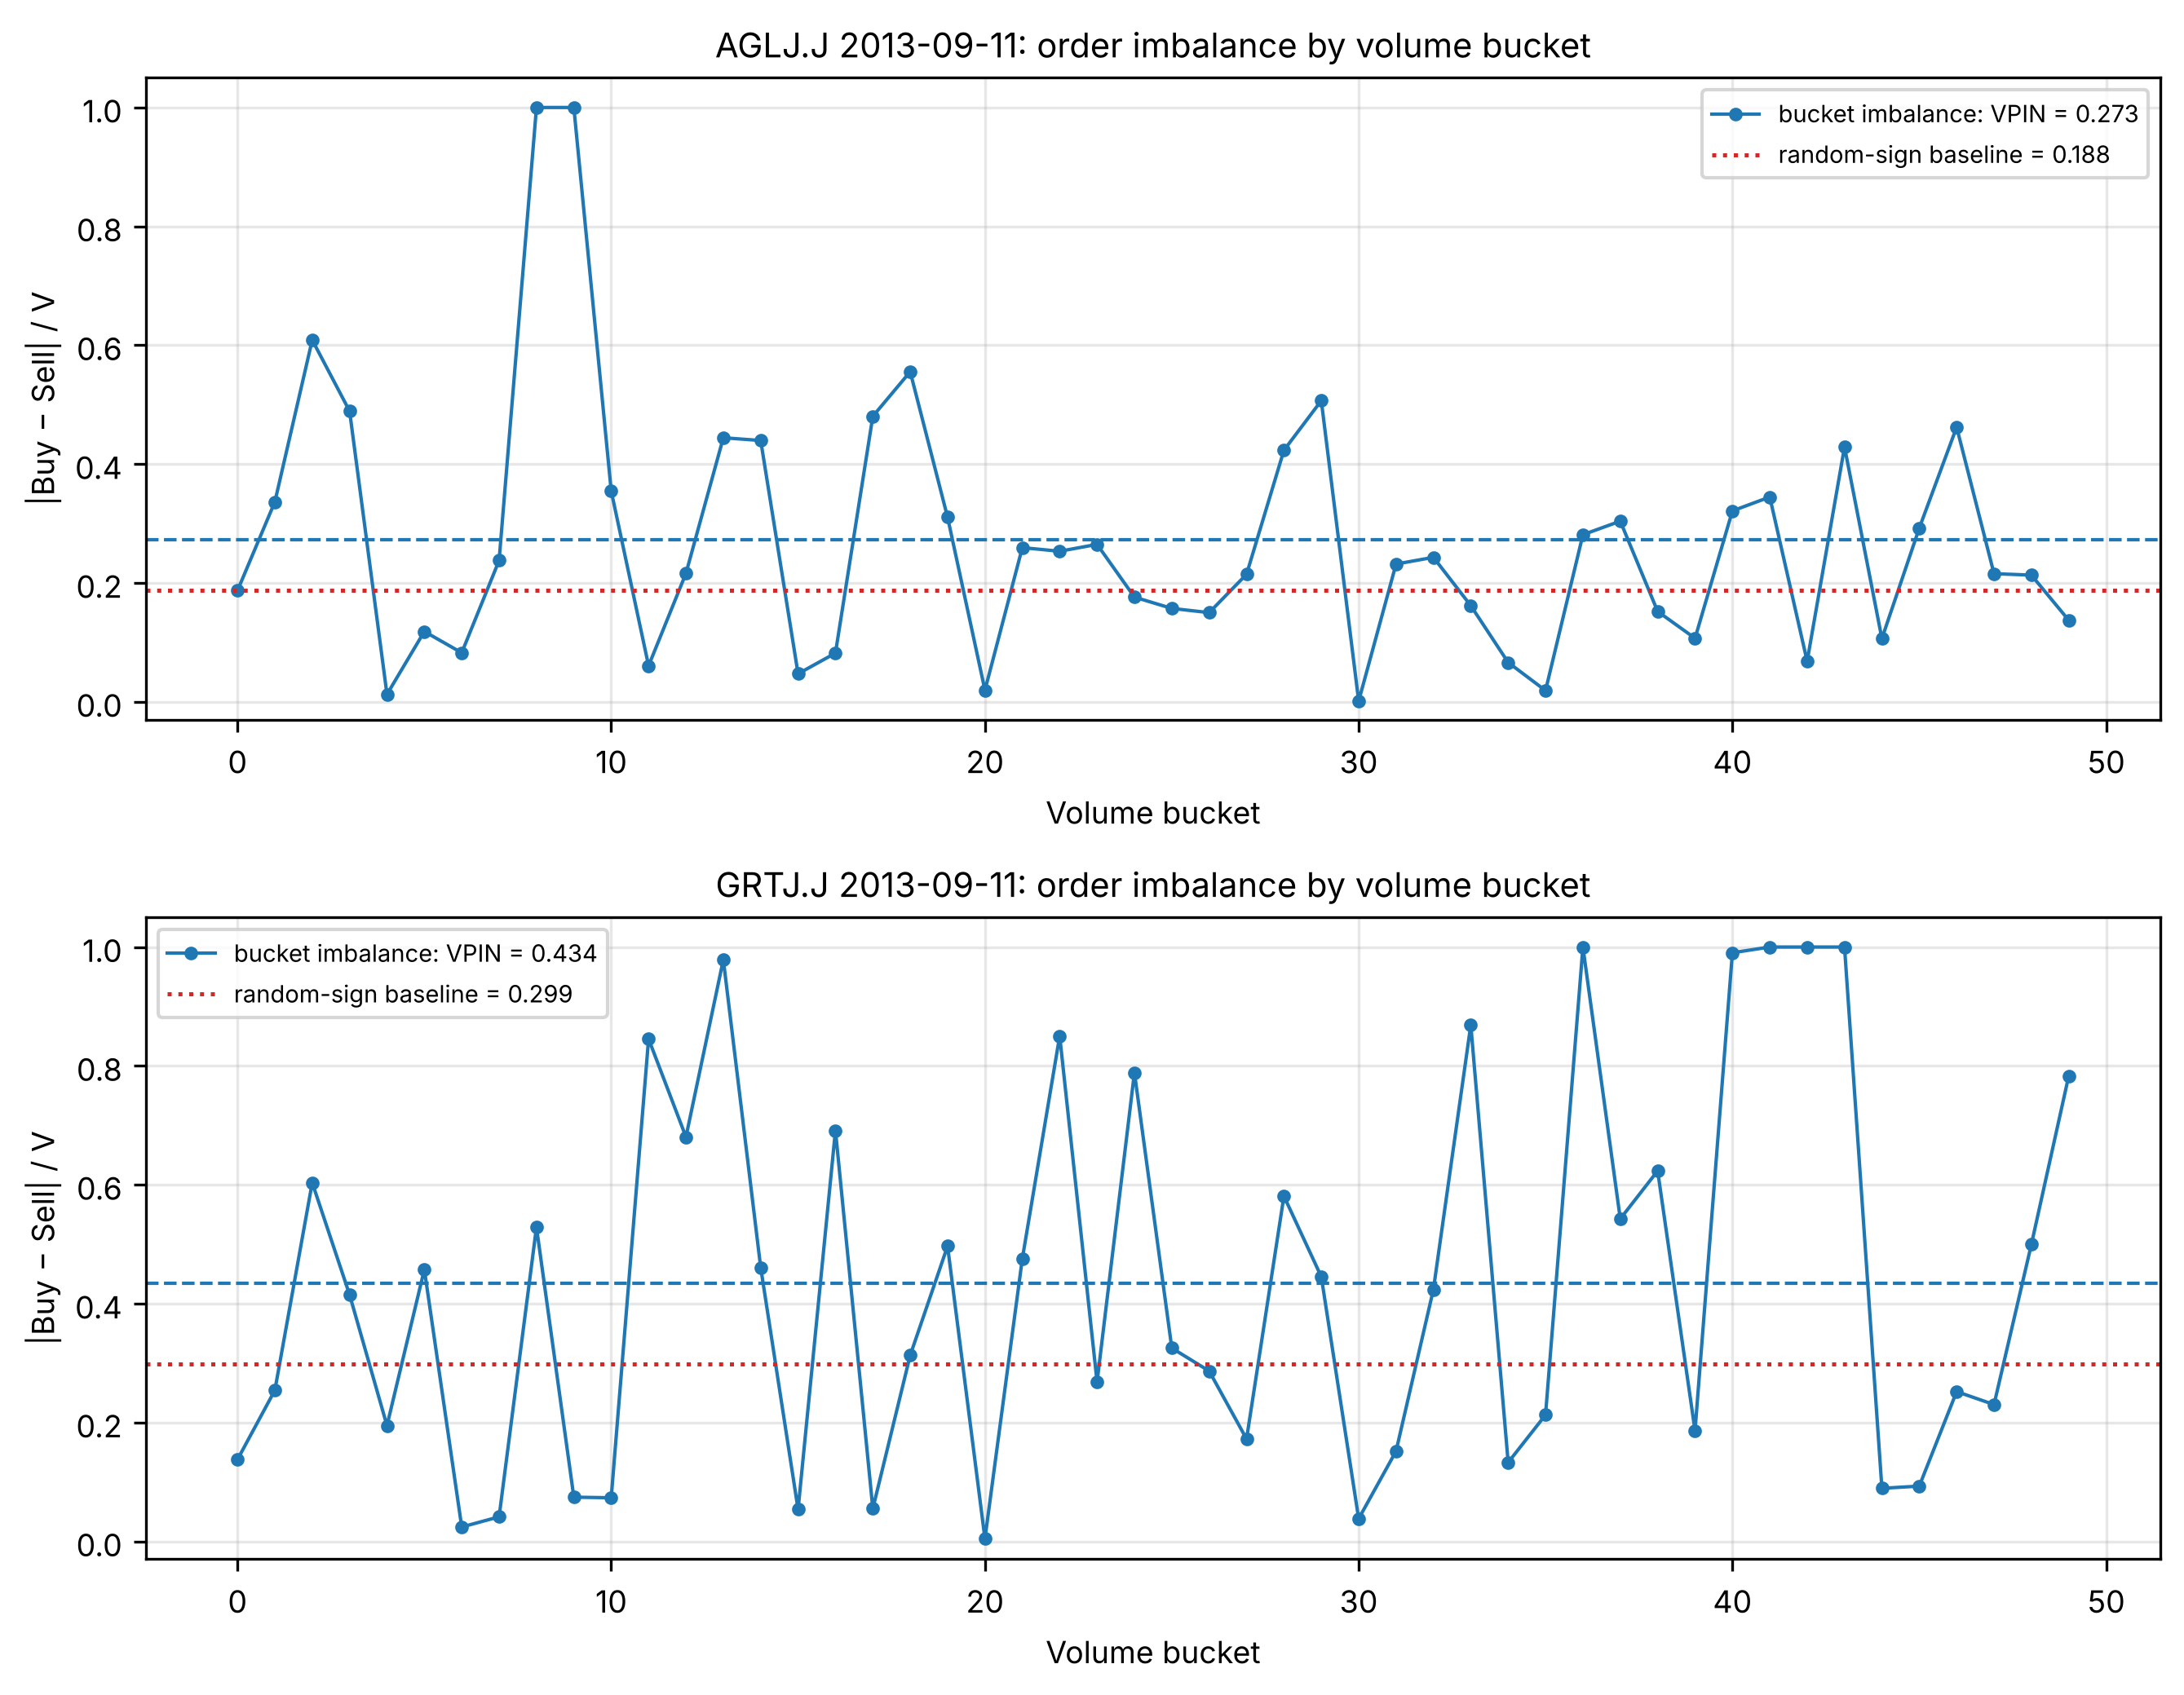 AGLJ.J 2013-09-11: order imbalance by volume bucket
|Buy − Sell| / V
1.0
0.8
0.6
0.4
0.2
0.0
bucket imbalance: VPIN = 0.273
random-sign baseline = 0.188
0 10 20 30 40 50
Volume bucket
GRTJ.J 2013-09-11: order imbalance by volume bucket
|Buy − Sell| / V
1.0
0.8
0.6
0.4
0.2
0.0
bucket imbalance: VPIN = 0.434
random-sign baseline = 0.299
0 10 20 30 40 50
Volume bucket